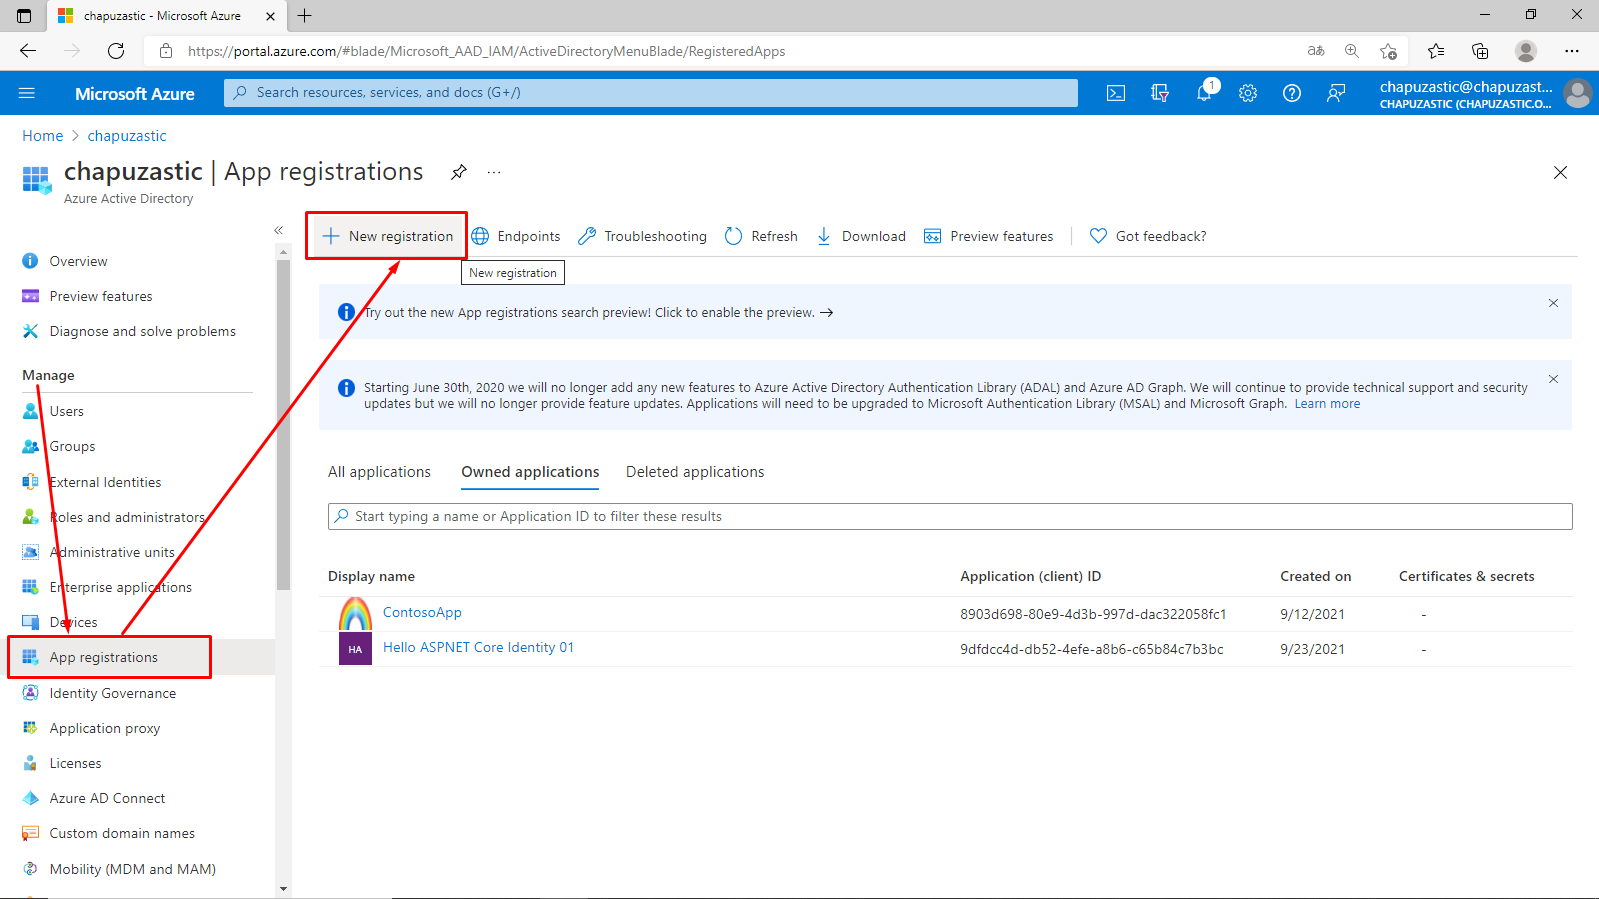 chapuzastic - Microsoft Azure
https://portal.azure.com/#blade/Microsoft_AAD_IAM/ActiveDirectoryMenuBlade/RegisteredApps
aあ
Microsoft Azure
Search resources, services, and docs (G+/)
1
chapuzastic@chapuzast...
CHAPUZASTIC (CHAPUZASTIC.O...
Home > chapuzastic
chapuzastic | App registrations
...
Azure Active Directory
New registration
Endpoints
Troubleshooting
Refresh
Download
Preview features
Got feedback?
New registration
Overview
Preview features
Diagnose and solve problems
Manage
Users
Groups
External Identities
Roles and administrators
Administrative units
Enterprise applications
Devices
App registrations
Identity Governance
Application proxy
Licenses
Azure AD Connect
Custom domain names
Mobility (MDM and MAM)
Try out the new App registrations search preview! Click to enable the preview. →
Starting June 30th, 2020 we will no longer add any new features to Azure Active Directory Authentication Library (ADAL) and Azure AD Graph. We will continue to provide technical support and security
updates but we will no longer provide feature updates. Applications will need to be upgraded to Microsoft Authentication Library (MSAL) and Microsoft Graph. Learn more
All applications
Owned applications
Deleted applications
Start typing a name or Application ID to filter these results
Display name
Application (client) ID
Created on
Certificates & secrets
ContosoApp
8903d698-80e9-4d3b-997d-dac322058fc1
9/12/2021
-
HA
Hello ASPNET Core Identity 01
9dfdcc4d-db52-4efe-a8b6-c65b84c7b3bc
9/23/2021
-